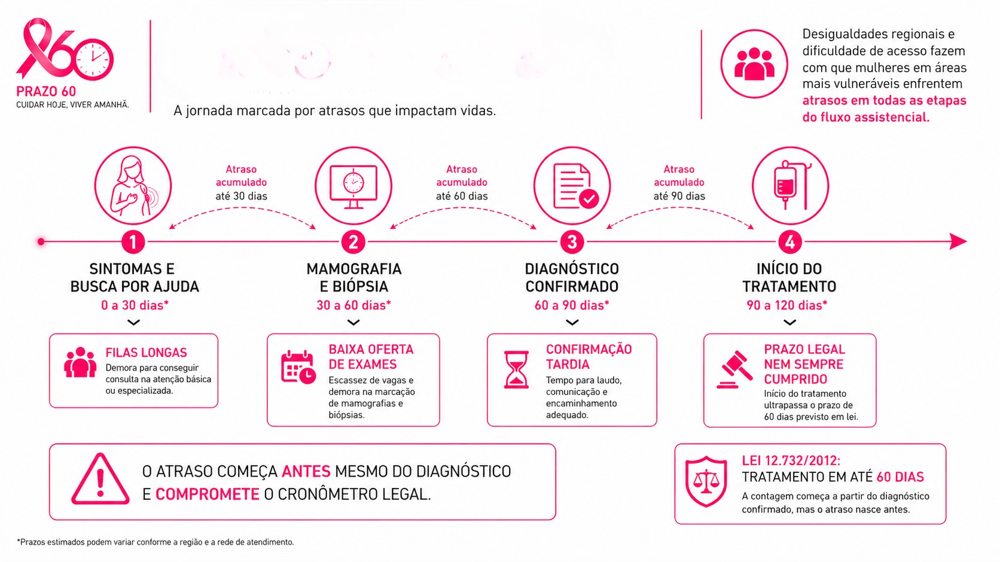 60
PRAZO 60
CUIDAR HOJE, VIVER AMANHÃ.
A jornada marcada por atrasos que impactam vidas.
Desigualdades regionais e
dificuldade de acesso fazem
com que mulheres em áreas
mais vulneráveis enfrentem
atrasos em todas as etapas
do fluxo assistencial.
Atraso
acumulado
até 30 dias
Atraso
acumulado
até 60 dias
Atraso
acumulado
até 90 dias
1
SINTOMAS E
BUSCA POR AJUDA
0 a 30 dias*
FILAS LONGAS
Demora para conseguir
consulta na atenção básica
ou especializada.
2
MAMOGRAFIA
E BIÓPSIA
30 a 60 dias*
BAIXA OFERTA
DE EXAMES
Escassez de vagas e
demora na marcação
de mamografias e
biópsias.
3
DIAGNÓSTICO
CONFIRMADO
60 a 90 dias*
CONFIRMAÇÃO
TARDIA
Tempo para laudo,
comunicação e
encaminhamento
adequado.
4
INÍCIO DO
TRATAMENTO
90 a 120 dias*
PRAZO LEGAL
NEM SEMPRE
CUMPRIDO
Início do tratamento
ultrapassa o prazo de
60 dias previsto em lei.
O ATRASO COMEÇA ANTES MESMO DO DIAGNÓSTICO
E COMPROMETE O CRONÔMETRO LEGAL.
LEI 12.732/2012:
TRATAMENTO EM ATÉ 60 DIAS
A contagem começa a partir do diagnóstico
confirmado, mas o atraso nasce antes.
*Prazos estimados podem variar conforme a região e a rede de atendimento.